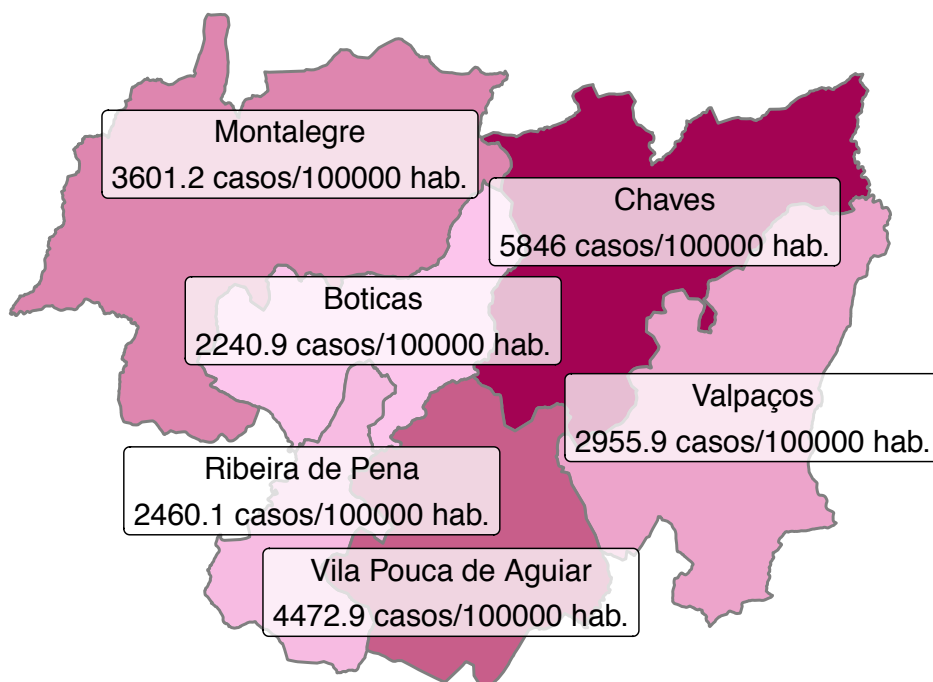 Montalegre
3601.2 casos/100000 hab.
Chaves
5846 casos/100000 hab.
Boticas
2240.9 casos/100000 hab.
Valpaços
2955.9 casos/100000 hab.
Ribeira de Pena
2460.1 casos/100000 hab.
Vila Pouca de Aguiar
4472.9 casos/100000 hab.